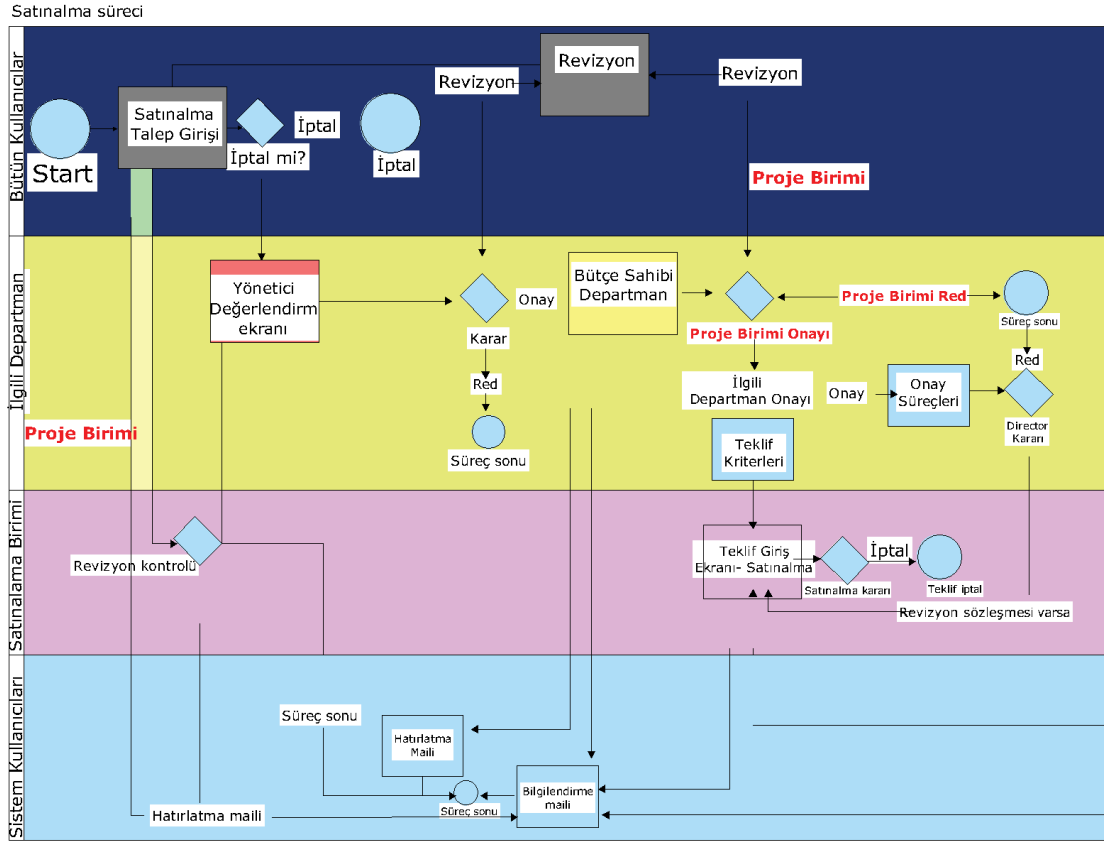 Satınalma süreci
Bütün Kullanıcılar
Start
Satınalma
Talep Girişi
İptal mi?
İptal
İptal
Revizyon
Revizyon
Revizyon
Proje Birimi
İlgili Departman
Yönetici
Değerlendirm
ekranı
Karar
Onay
Red
Süreç sonu
Bütçe Sahibi
Departman
Proje Birimi Onayı
Proje Birimi Red
Süreç sonu
Red
İlgili
Departman Onayı
Onay
Onay
Süreçleri
Director
Kararı
Proje Birimi
Teklif
Kriterleri
Satınalama Birimi
Revizyon kontrolü
Teklif Giriş
Ekranı- Satınalma
Satınalma kararı
İptal
Teklif iptal
Revizyon sözleşmesi varsa
Sistem Kullanıcıları
Süreç sonu
Hatırlatma
Maili
Süreç sonu
Bilgilendirme
maili
Hatırlatma maili